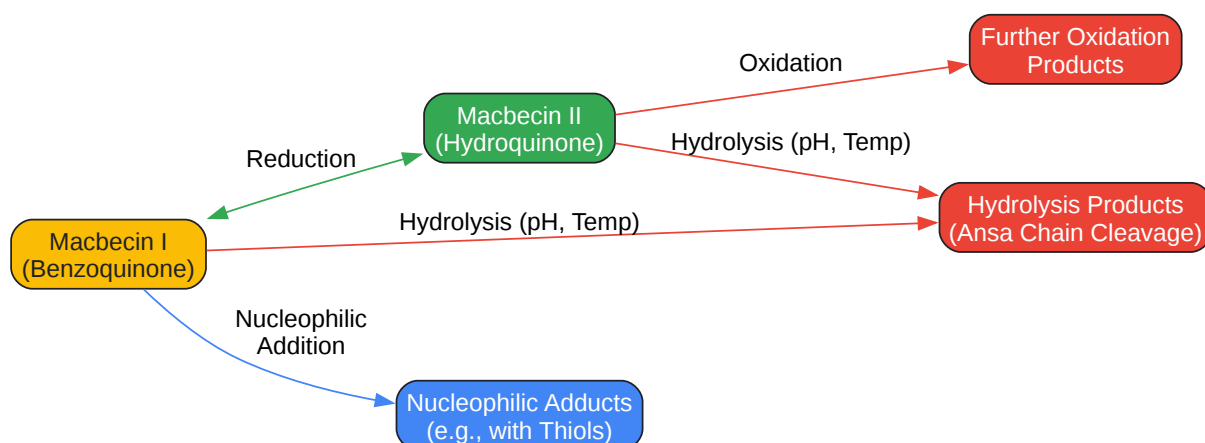 Further Oxidation
Products
Oxidation
Macbecin II
(Hydroquinone)
Hydrolysis (pH, Temp)
Reduction
Hydrolysis Products
(Ansa Chain Cleavage)
Hydrolysis (pH, Temp)
Macbecin I
(Benzoquinone)
Nucleophilic
Addition
Nucleophilic Adducts
(e.g., with Thiols)